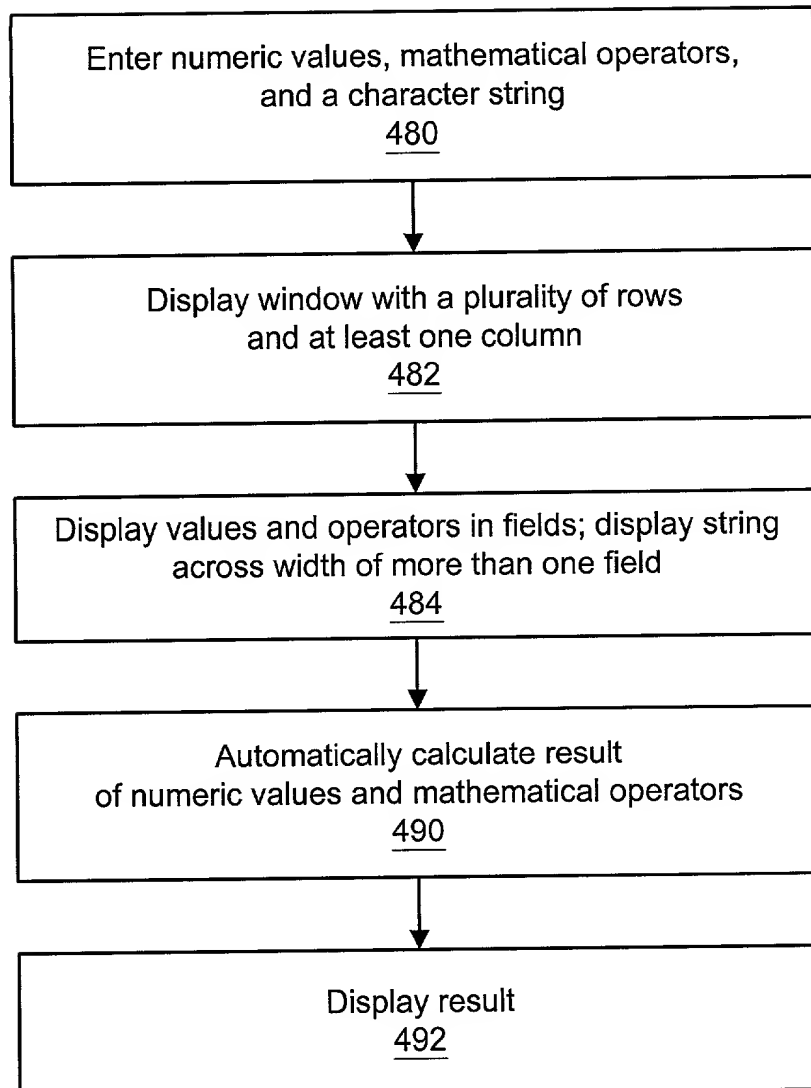 Enter numeric values, mathematical operators,
and a character string
480
Display window with a plurality of rows
and at least one column
482
Display values and operators in fields; display string
across width of more than one field
484
Automatically calculate result
of numeric values and mathematical operators
490
Display result
492